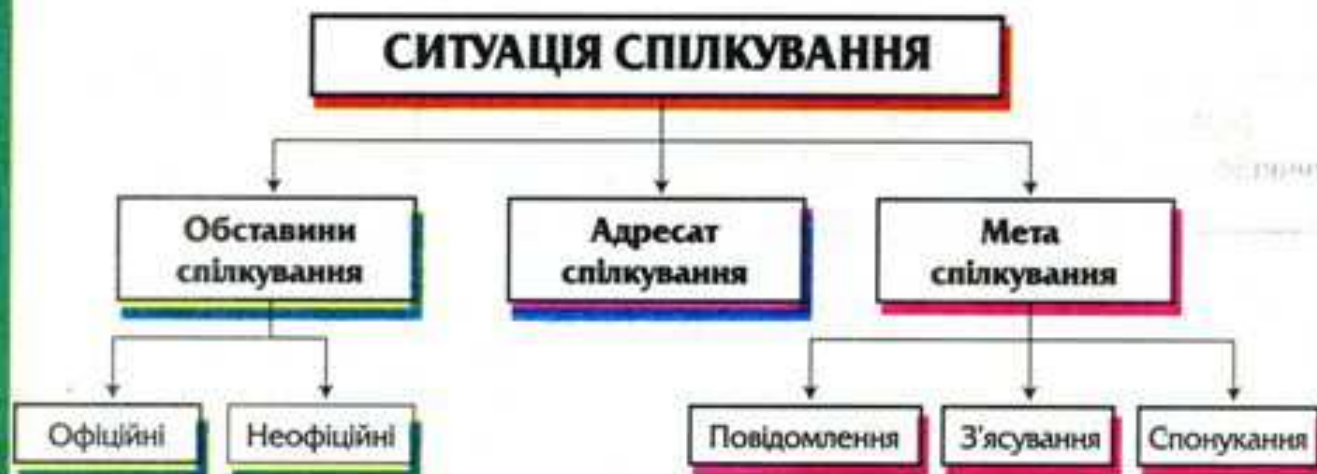 СИТУАЦІЯ СПІЛКУВАННЯ
Обставини
спілкування
Адресат
спілкування
Мета
спілкування
Офіційні
Неофіційні
Повідомлення
З'ясування
Спонукання